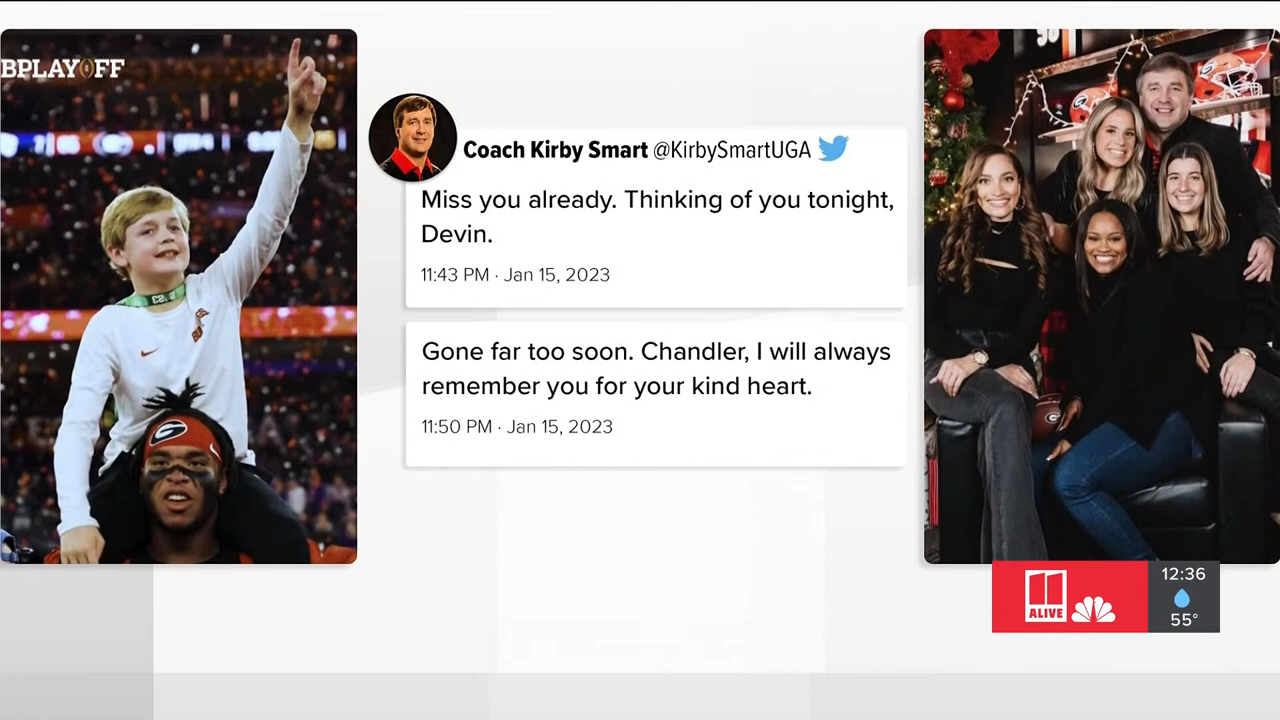 BPLAYOFF
Coach Kirby Smart @KirbySmartUGA
Miss you already. Thinking of you tonight,
Devin.
11:43 PM · Jan 15, 2023
Gone far too soon. Chandler, I will always
remember you for your kind heart.
11:50 PM · Jan 15, 2023
G
11
ALIVE
12:36
55°